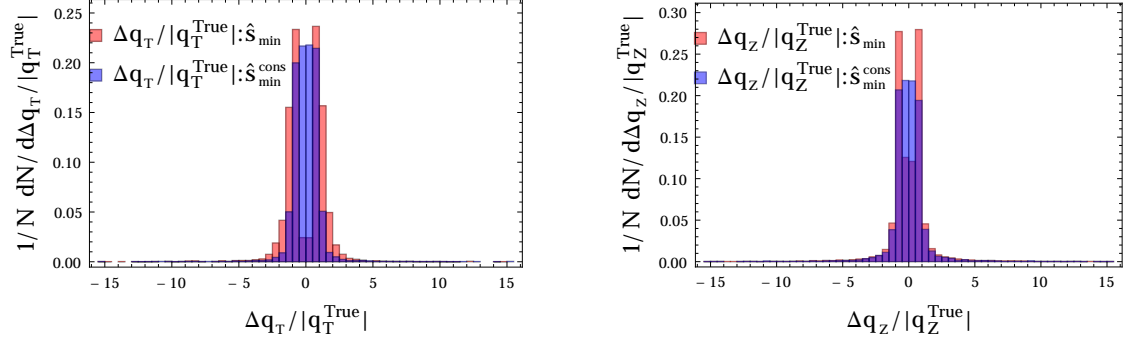 Δq_T/|q_T^True|:ŝ_min
Δq_T/|q_T^True|:ŝ_min^cons
1/N dN/dΔq_T/|q_T^True|
0.20
0.15
0.10
0.05
0.00
-15 -10 -5 0 5 10 15
Δq_T/|q_T^True|
Δq_Z/|q_Z^True|:ŝ_min
Δq_Z/|q_Z^True|:ŝ_min^cons
1/N dN/dΔq_Z/|q_Z^True|
0.30
0.25
0.20
0.15
0.10
0.05
0.00
-15 -10 -5 0 5 10 15
Δq_Z/|q_Z^True|